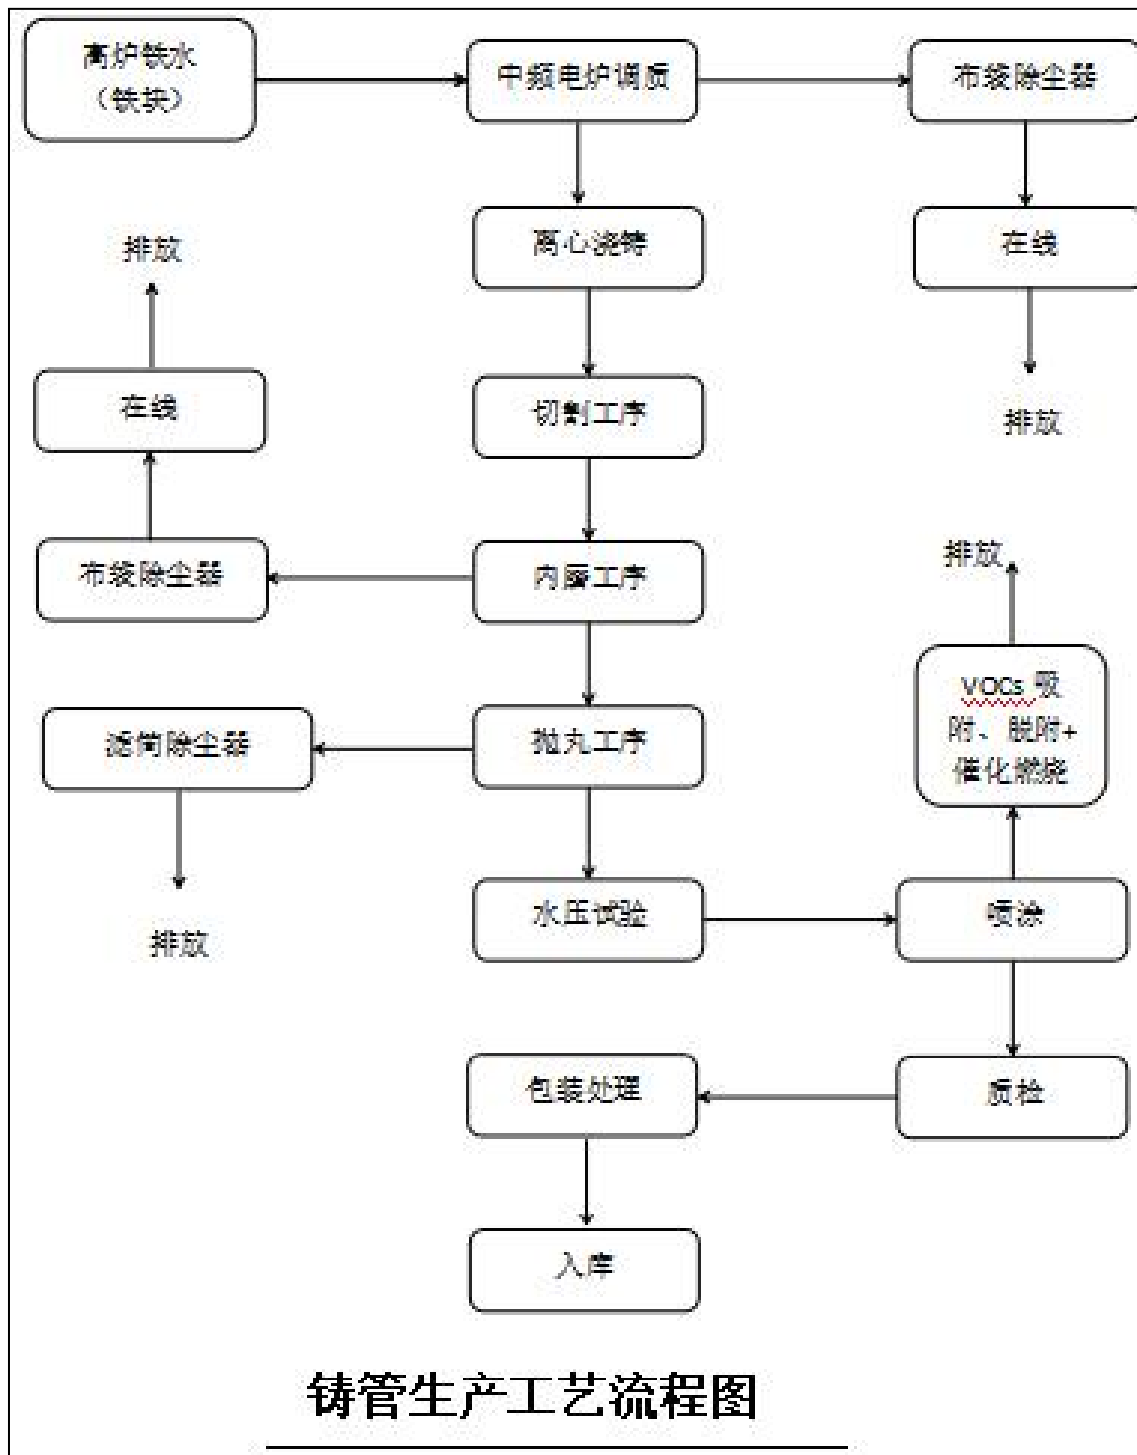 高炉铁水
（铁块）
中频电炉调质
布袋除尘器
离心浇铸
在线
排放
在线
切割工序
排放
布袋除尘器
内磨工序
排放
VOCs 吸
附、脱附+
催化燃烧
滤筒除尘器
抛丸工序
排放
水压试验
喷涂
包装处理
质检
入库
铸管生产工艺流程图